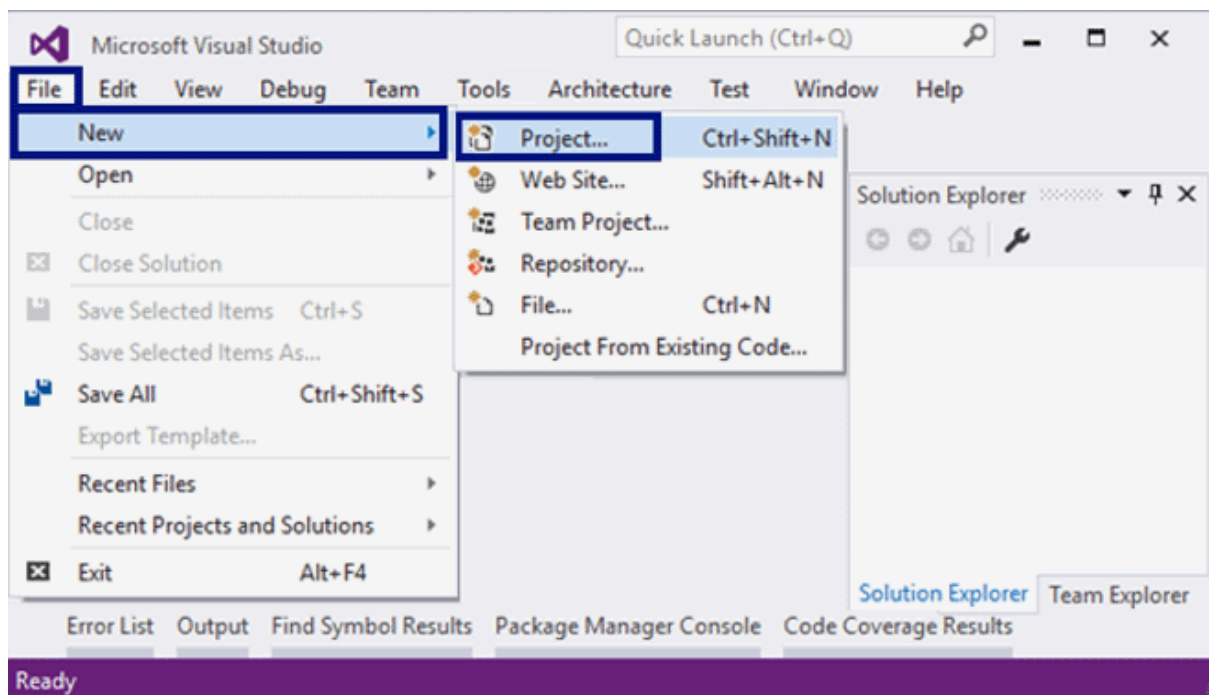 Microsoft Visual Studio
Quick Launch (Ctrl+Q)
File Edit View Debug Team Tools Architecture Test Window Help
New
Open
Close
Close Solution
Save Selected Items Ctrl+S
Save Selected Items As...
Save All Ctrl+Shift+S
Export Template...
Recent Files
Recent Projects and Solutions
Exit Alt+F4
Project... Ctrl+Shift+N
Web Site... Shift+Alt+N
Team Project...
Repository...
File... Ctrl+N
Project From Existing Code...
Solution Explorer
Solution Explorer Team Explorer
Error List Output Find Symbol Results Package Manager Console Code Coverage Results
Ready